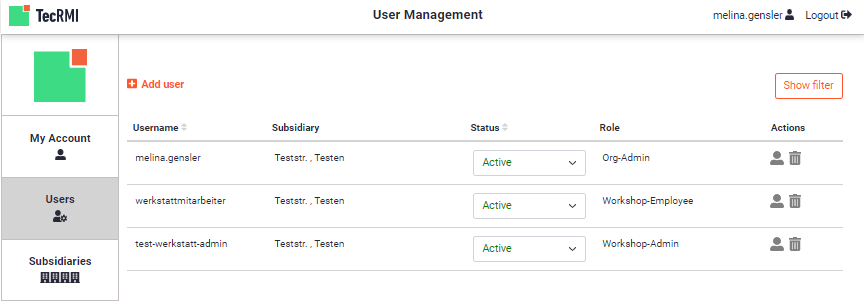 TecRMI
User Management
melina.gensler
Logout
Add user
Show filter
My Account
Users
Subsidiaries
Username Subsidiary Status Role Actions
melina.gensler Teststr. , Testen Active Org-Admin
werkstattmitarbeiter Teststr. , Testen Active Workshop-Employee
test-werkstatt-admin Teststr. , Testen Active Workshop-Admin